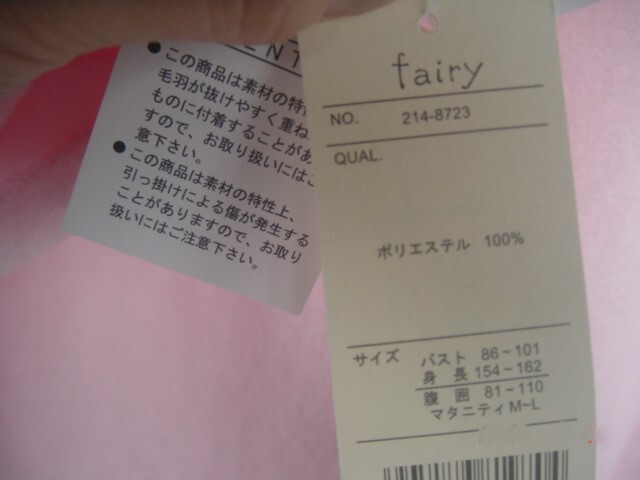 ENT
●この商品は素材の特性
毛羽が抜けやすく重ね
ものに付着することがあ
すので、お取り扱いにはご
意下さい。
●この商品は素材の特性上、
引っ掛けによる傷が発生する
ことがありますので、お取り
扱いにはご注意下さい。
fairy
NO. 214-8723
QUAL.
ポリエステル 100%
サイズ バスト 86~101
身長 154~162
腹囲 81~110
マタニティM~L